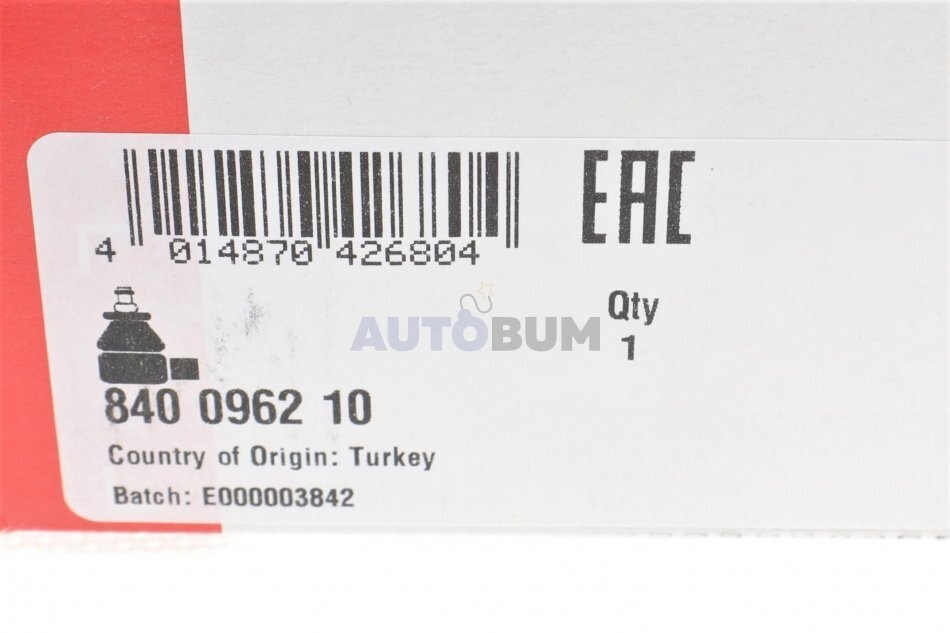 EAC
4 014870 426804
Qty
1
AUTOBUM
840 0962 10
Country of Origin: Turkey
Batch: E000003842